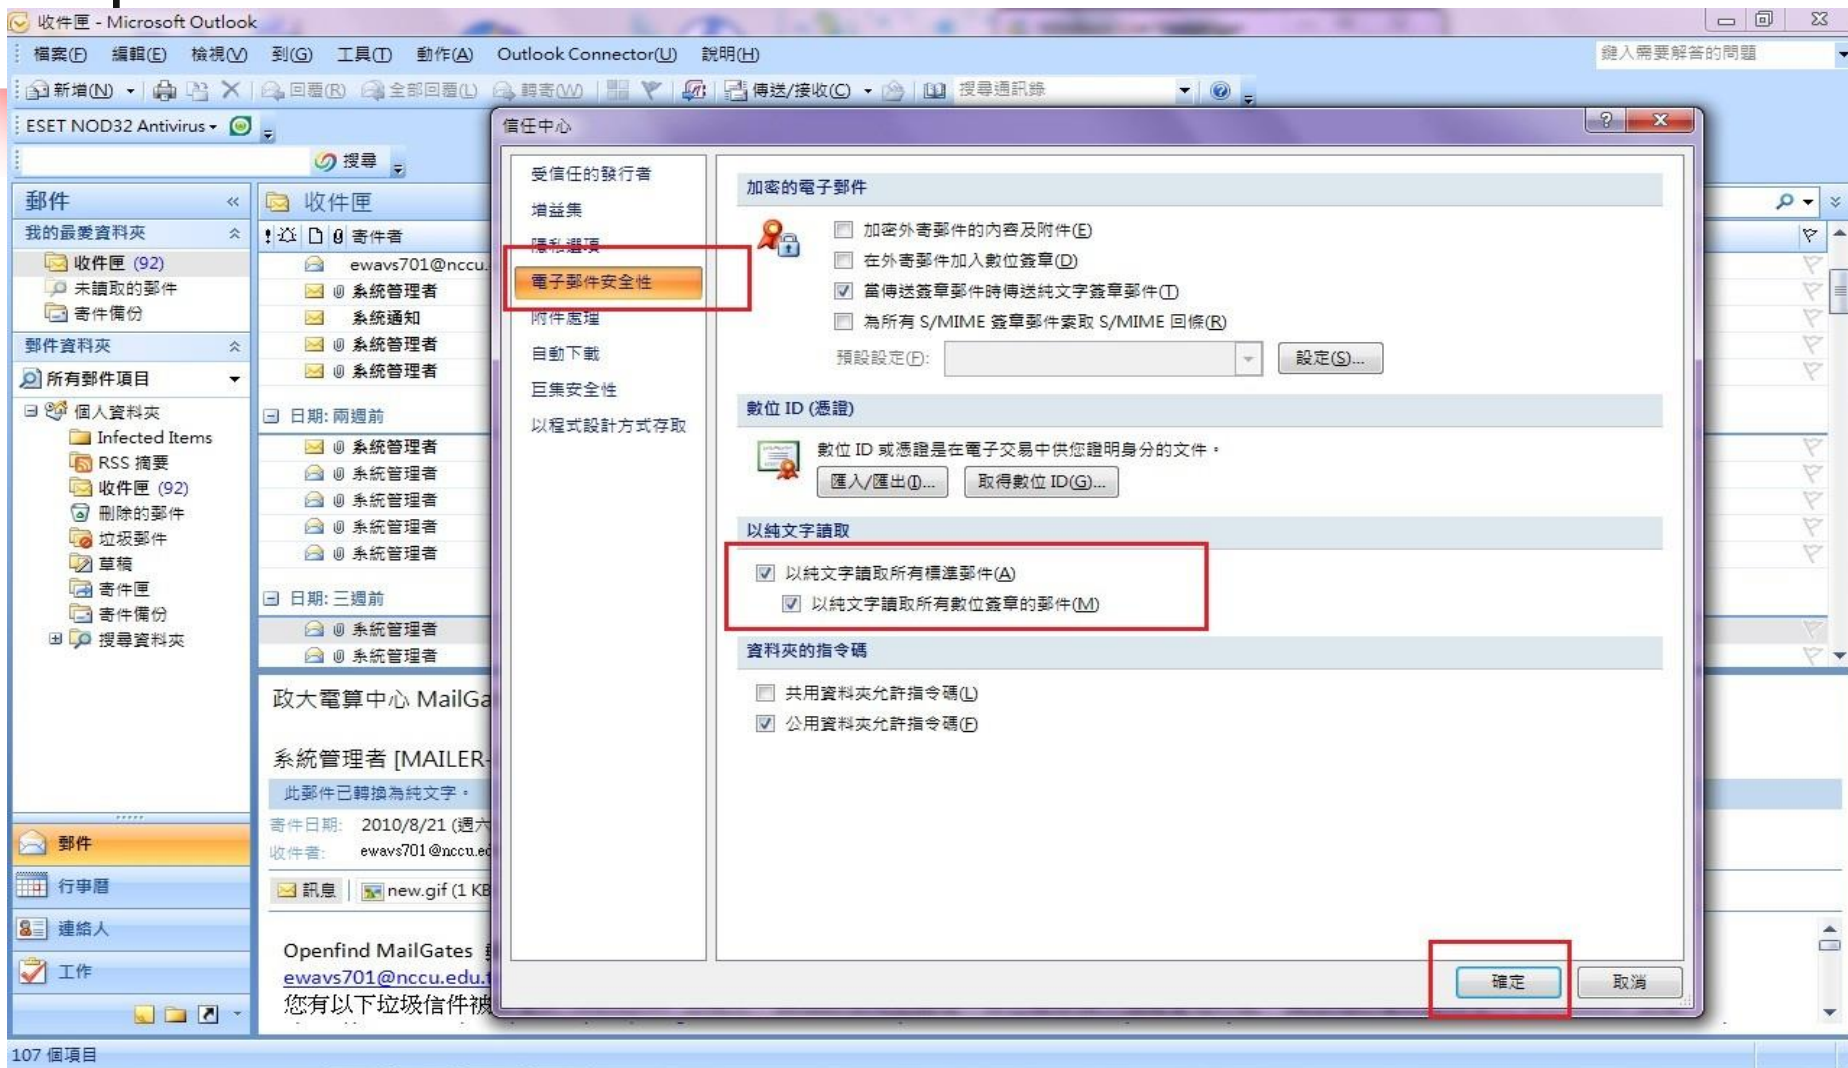 收件匣 - Microsoft Outlook
檔案(F) 編輯(E) 檢視(V) 到(G) 工具(T) 動作(A) Outlook Connector(U) 說明(H)
鍵入需要解答的問題
新增(N) 回覆(R) 全部回覆(L) 轉寄(W) 傳送/接收(C) 搜尋通訊錄
ESET NOD32 Antivirus
搜尋
郵件
我的最愛資料夾
收件匣 (92)
未讀取的郵件
寄件備份
郵件資料夾
所有郵件項目
個人資料夾
Infected Items
RSS 摘要
收件匣 (92)
刪除的郵件
垃圾郵件
草稿
寄件匣
寄件備份
搜尋資料夾
郵件
行事曆
連絡人
工作
收件匣
寄件者
ewavs701@nccu.
系統管理者
系統通知
系統管理者
系統管理者
日期: 兩週前
系統管理者
系統管理者
系統管理者
系統管理者
系統管理者
日期: 三週前
系統管理者
系統管理者
政大電算中心 MailGa
系統管理者 [MAILER-
此郵件已轉換為純文字。
寄件日期: 2010/8/21 (週六
收件者: ewavs701@nccu.ed
訊息 new.gif (1 KB
Openfind MailGates
ewavs701@nccu.edu.t
您有以下垃圾信件被
信任中心
受信任的發行者
增益集
隱私選項
電子郵件安全性
附件處理
自動下載
巨集安全性
以程式設計方式存取
加密的電子郵件
加密外寄郵件的內容及附件(E)
在外寄郵件加入數位簽章(D)
當傳送簽章郵件時傳送純文字簽章郵件(T)
為所有 S/MIME 簽章郵件索取 S/MIME 回條(R)
預設設定(F): 設定(S)...
數位 ID (憑證)
數位 ID 或憑證是在電子交易中供您證明身分的文件。
匯入/匯出(I)... 取得數位 ID(G)...
以純文字讀取
以純文字讀取所有標準郵件(A)
以純文字讀取所有數位簽章的郵件(M)
資料夾的指令碼
共用資料夾允許指令碼(L)
公用資料夾允許指令碼(F)
確定 取消
107 個項目